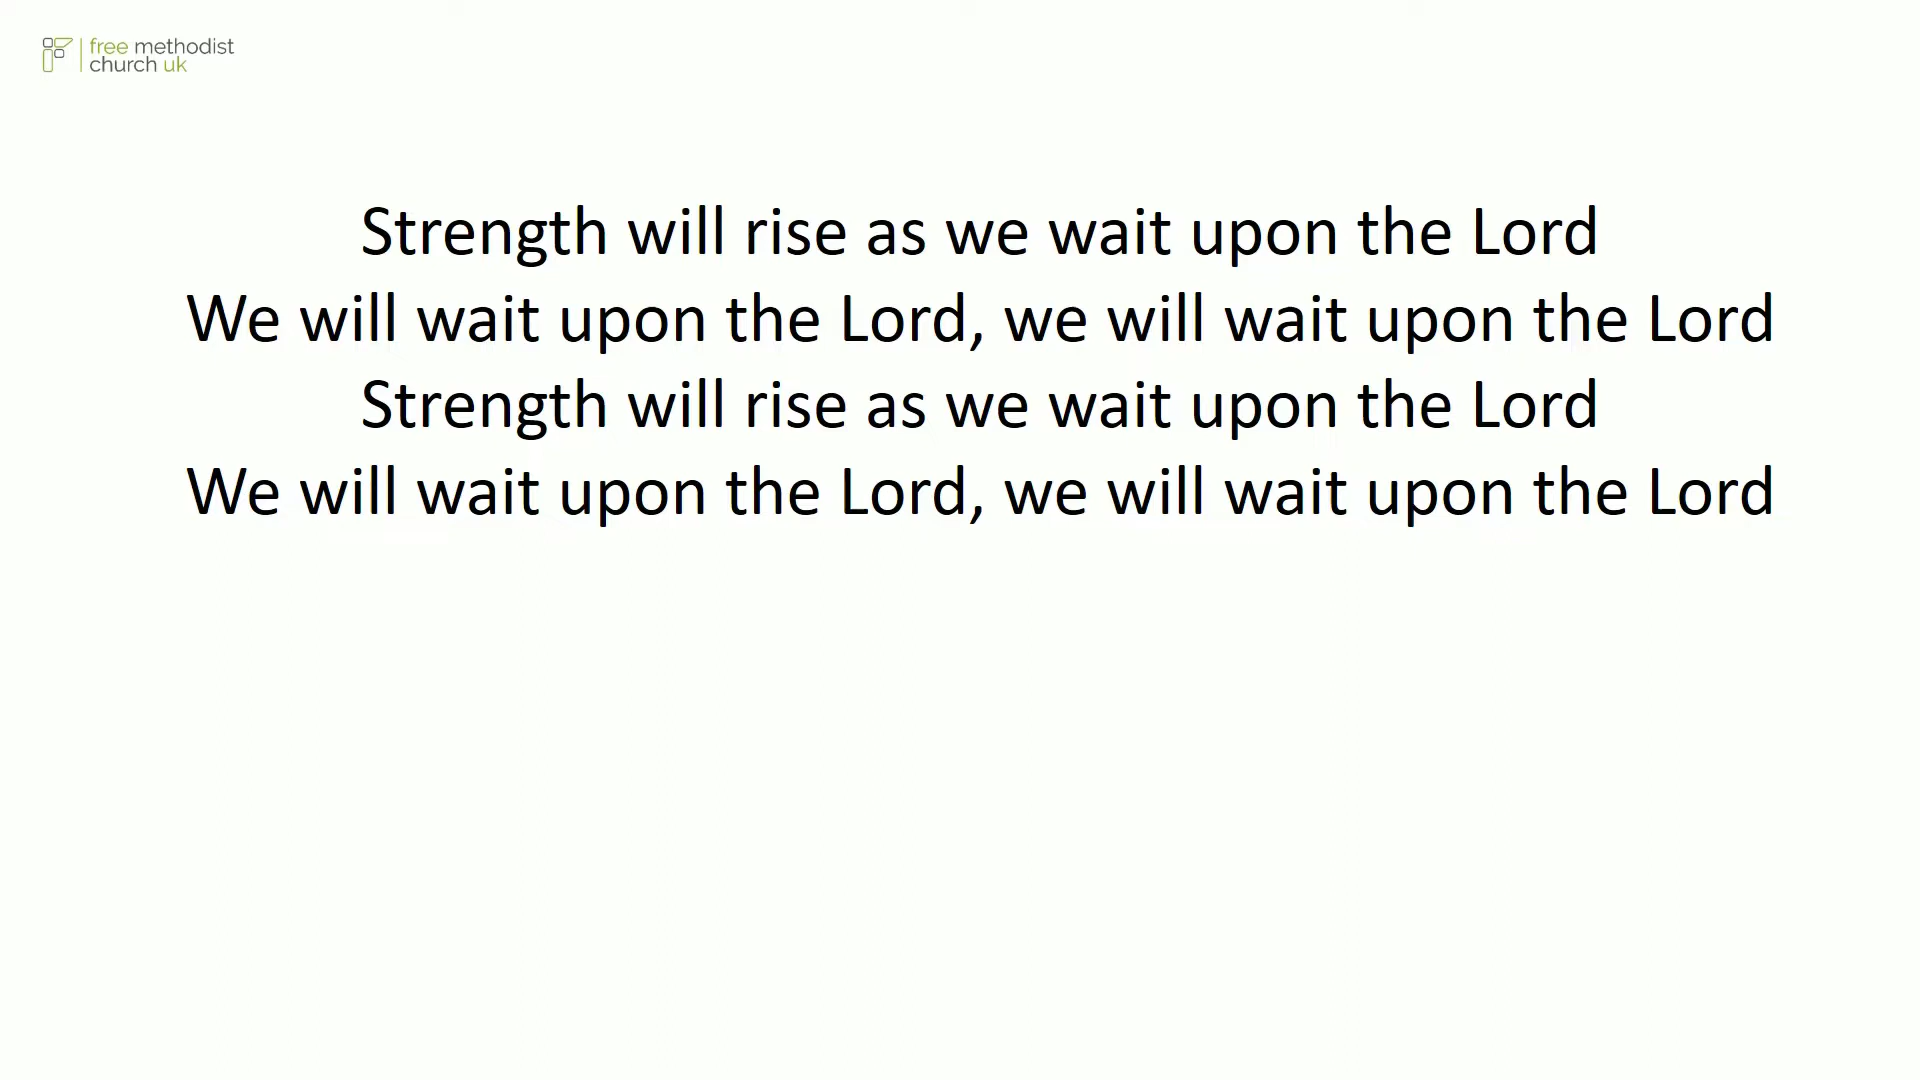 free methodist
church uk
Strength will rise as we wait upon the Lord
We will wait upon the Lord, we will wait upon the Lord
Strength will rise as we wait upon the Lord
We will wait upon the Lord, we will wait upon the Lord